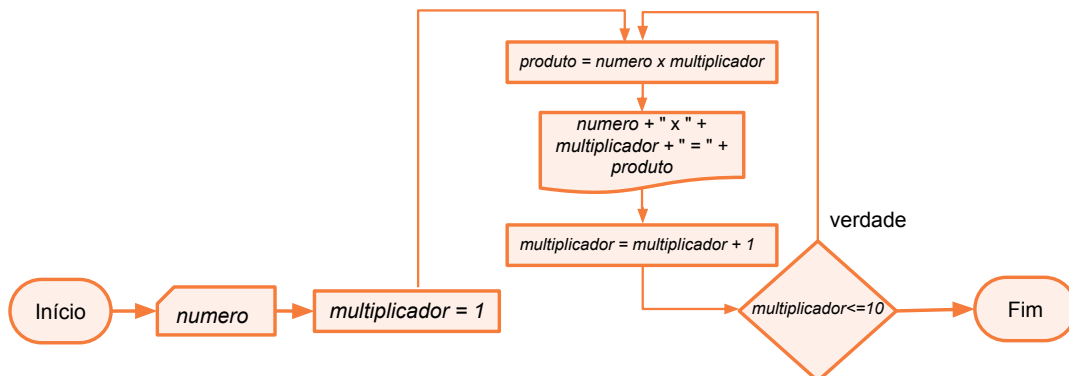 Início
numero
multiplicador = 1
produto = numero x multiplicador
numero + " x " +
multiplicador + " = " +
produto
multiplicador = multiplicador + 1
verdade
multiplicador<=10
Fim